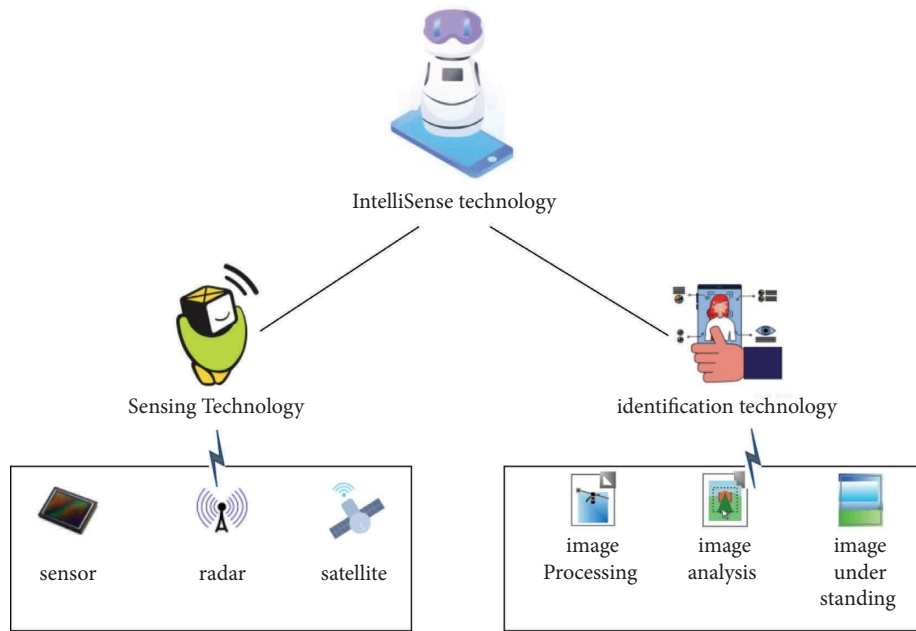 IntelliSense technology
Sensing Technology
identification technology
sensor
radar
satellite
image
Processing
image
analysis
image
under
standing